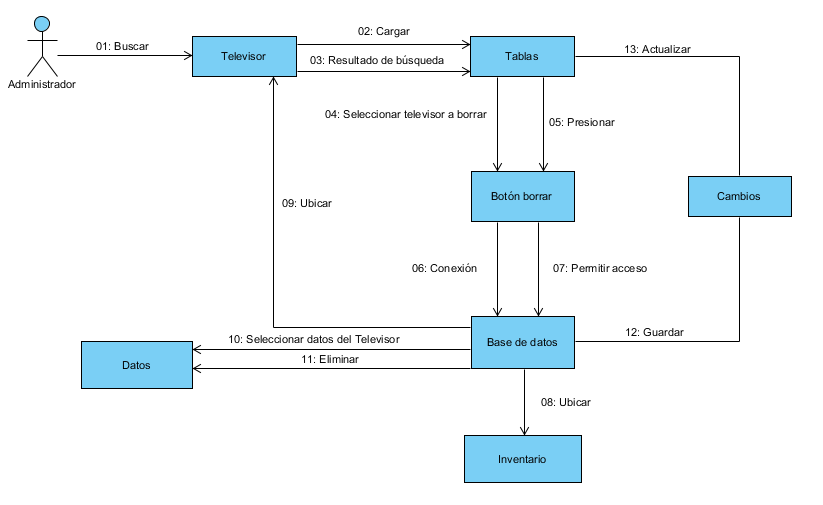 01: Buscar
Administrador
Televisor
02: Cargar
03: Resultado de búsqueda
Tablas
13: Actualizar
04: Seleccionar televisor a borrar
05: Presionar
Botón borrar
Cambios
09: Ubicar
06: Conexión
07: Permitir acceso
12: Guardar
10: Seleccionar datos del Televisor
Base de datos
11: Eliminar
Datos
08: Ubicar
Inventario